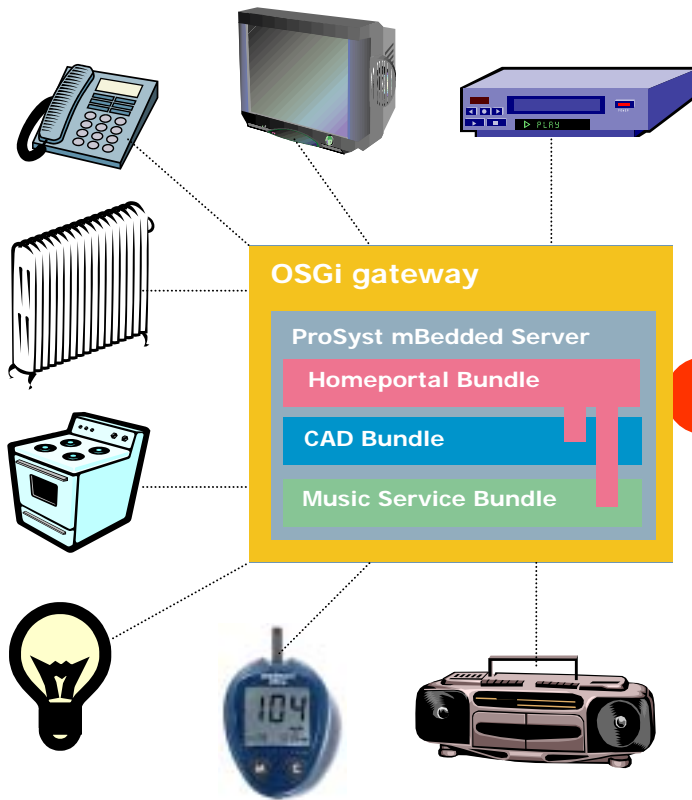 PLAY
OSGi gateway
ProSyst mBedded Server
Homeportal Bundle
CAD Bundle
Music Service Bundle
104